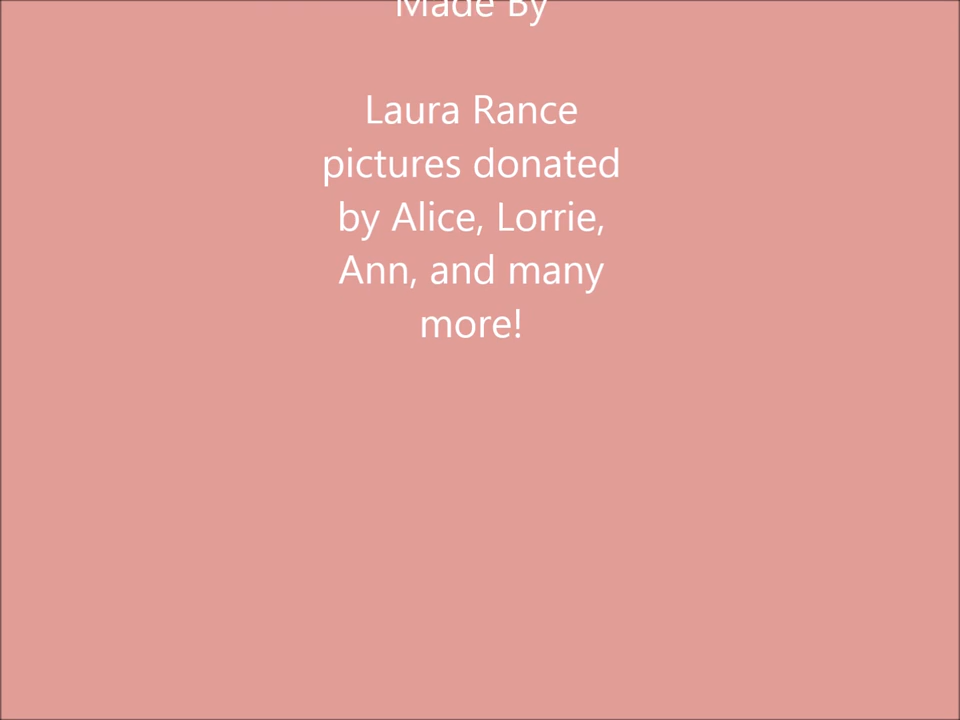 Made By
Laura Rance
pictures donated
by Alice, Lorrie,
Ann, and many
more!